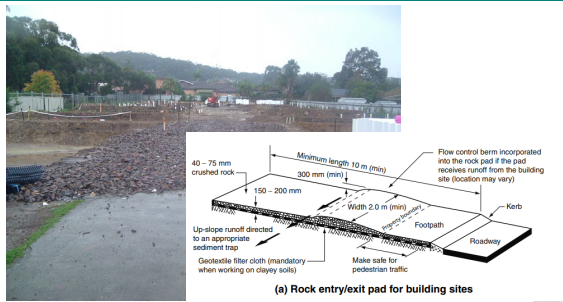 Minimum length 10 m (min)
Flow control berm incorporated
into the rock pad if the pad
receives runoff from the building
site (location may vary)
40 – 75 mm
crushed rock
300 mm (min)
150 – 200 mm
Width 2.0 m (min)
Property boundary
Kerb
Footpath
Roadway
Up-slope runoff directed
to an appropriate
sediment trap
Geotextile filter cloth (mandatory
when working on clayey soils)
Make safe for
pedestrian traffic
(a) Rock entry/exit pad for building sites